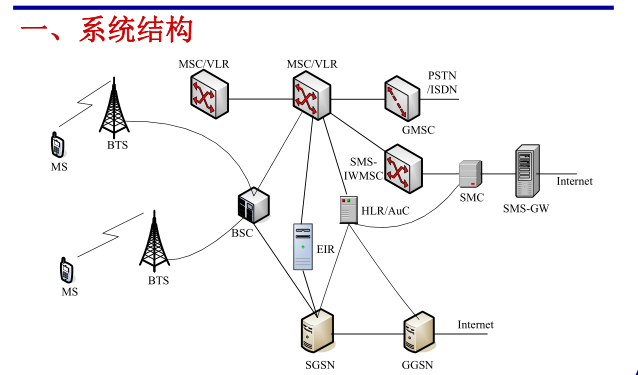 一、系统结构
MSC/VLR
MSC/VLR
PSTN
/ISDN
GMSC
BTS
MS
SMS-
IWMSC
SMC
SMS-GW
Internet
HLR/AuC
BSC
EIR
BTS
MS
Internet
SGSN
GGSN